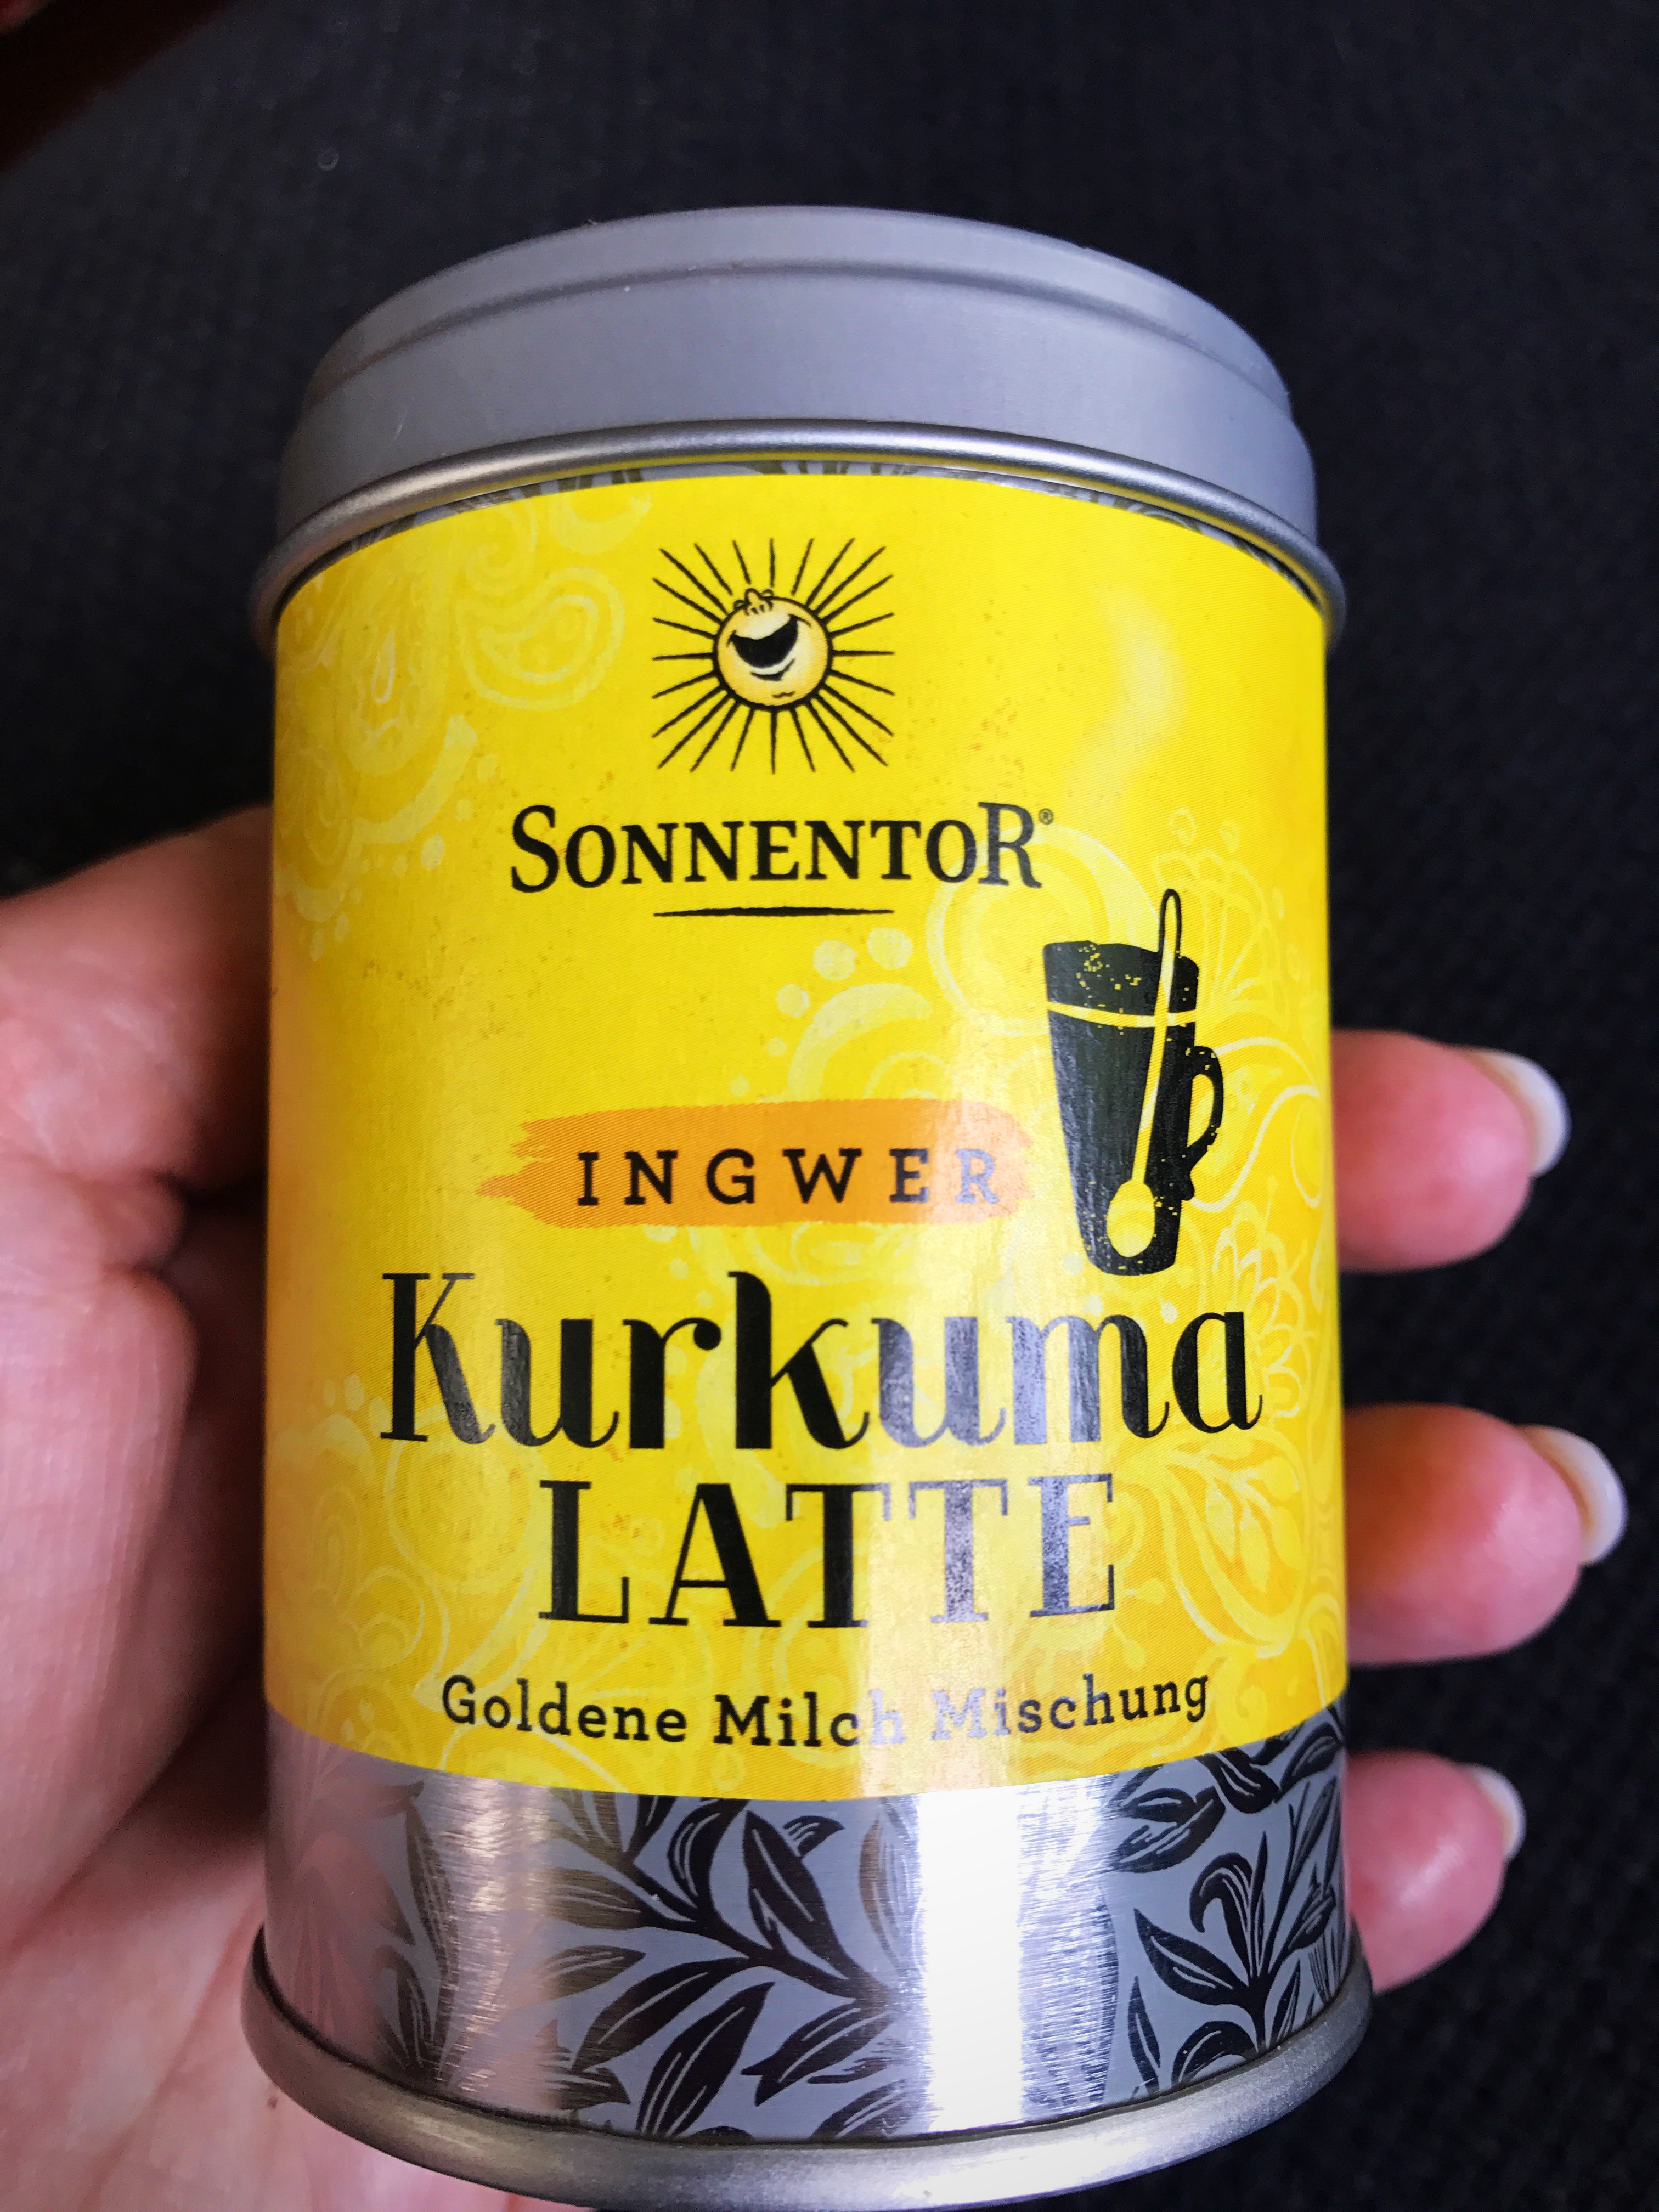 SONNENTOR®
INGWER
Kurkuma
LATTE
Goldene Milch Mischung